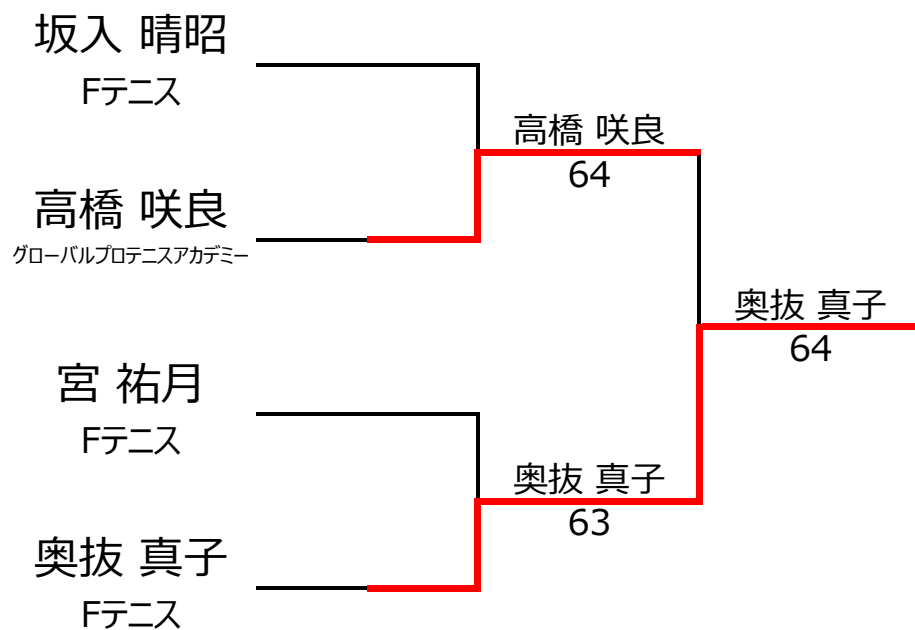 坂入 晴昭
Fテニス
高橋 咲良
64
高橋 咲良
グローバルプロテニスアカデミー
奥抜 真子
64
宮 祐月
Fテニス
奥抜 真子
63
奥抜 真子
Fテニス